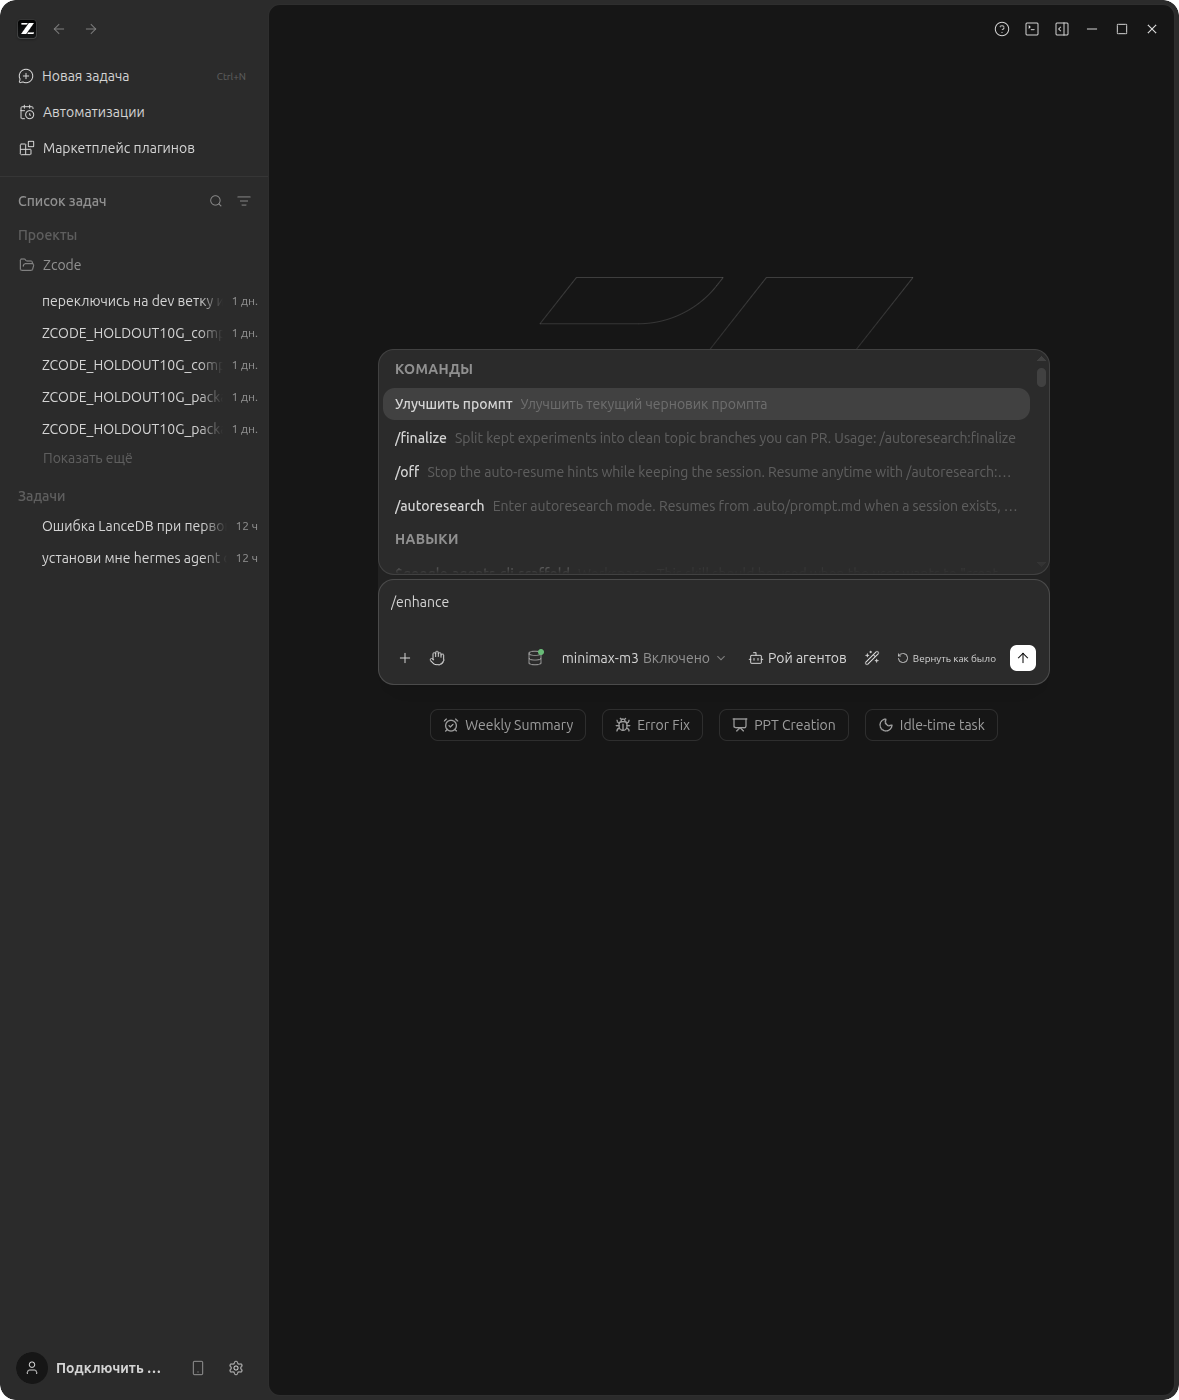 Z
Новая задача Ctrl+N
Автоматизации
Маркетплейс плагинов
Список задач
Проекты
Zcode
переключись на dev ветку 1 дн.
ZCODE_HOLDOUT10G_com 1 дн.
ZCODE_HOLDOUT10G_com 1 дн.
ZCODE_HOLDOUT10G_pack 1 дн.
ZCODE_HOLDOUT10G_pack 1 дн.
Показать ещё
Задачи
Ошибка LanceDB при перво 12 ч
установи мне hermes agent 12 ч
Подключить ...
КОМАНДЫ
Улучшить промпт Улучшить текущий черновик промпта
/finalize Split kept experiments into clean topic branches you can PR. Usage: /autoresearch:finalize
/off Stop the auto-resume hints while keeping the session. Resume anytime with /autoresearch:...
/autoresearch Enter autoresearch mode. Resumes from .auto/prompt.md when a session exists, ...
НАВЫКИ
/enhance
minimax-m3 Включено Рой агентов Вернуть как было
Weekly Summary Error Fix PPT Creation Idle-time task